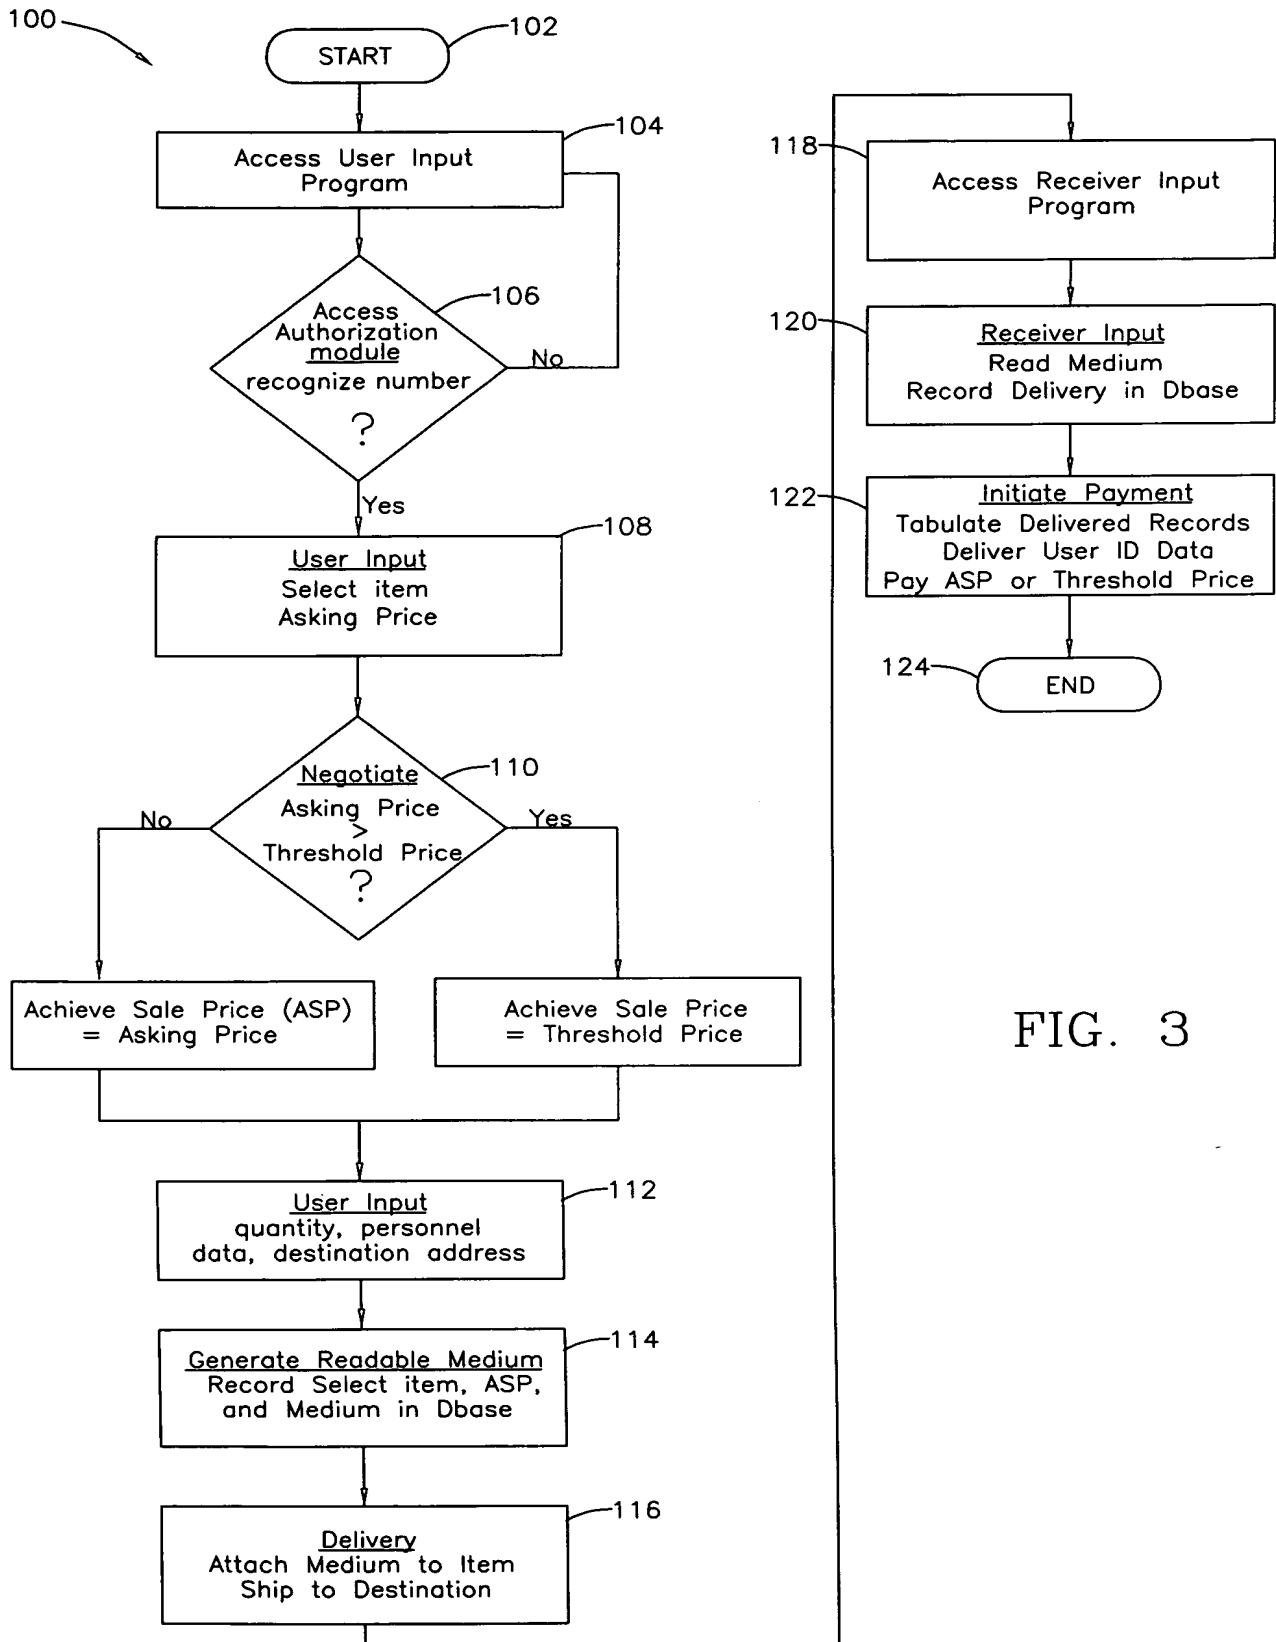 100
START
102
Access User Input
Program
104
Access
Authorization
module
recognize number
?
106
No
Yes
User Input
Select item
Asking Price
108
Negotiate
Asking Price
>
Threshold Price
?
110
No
Yes
Achieve Sale Price (ASP)
= Asking Price
Achieve Sale Price
= Threshold Price
User Input
quantity, personnel
data, destination address
112
Generate Readable Medium
Record Select item, ASP,
and Medium in Dbase
114
Delivery
Attach Medium to Item
Ship to Destination
116
118
Access Receiver Input
Program
120
Receiver Input
Read Medium
Record Delivery in Dbase
122
Initiate Payment
Tabulate Delivered Records
Deliver User ID Data
Pay ASP or Threshold Price
124
END
FIG. 3